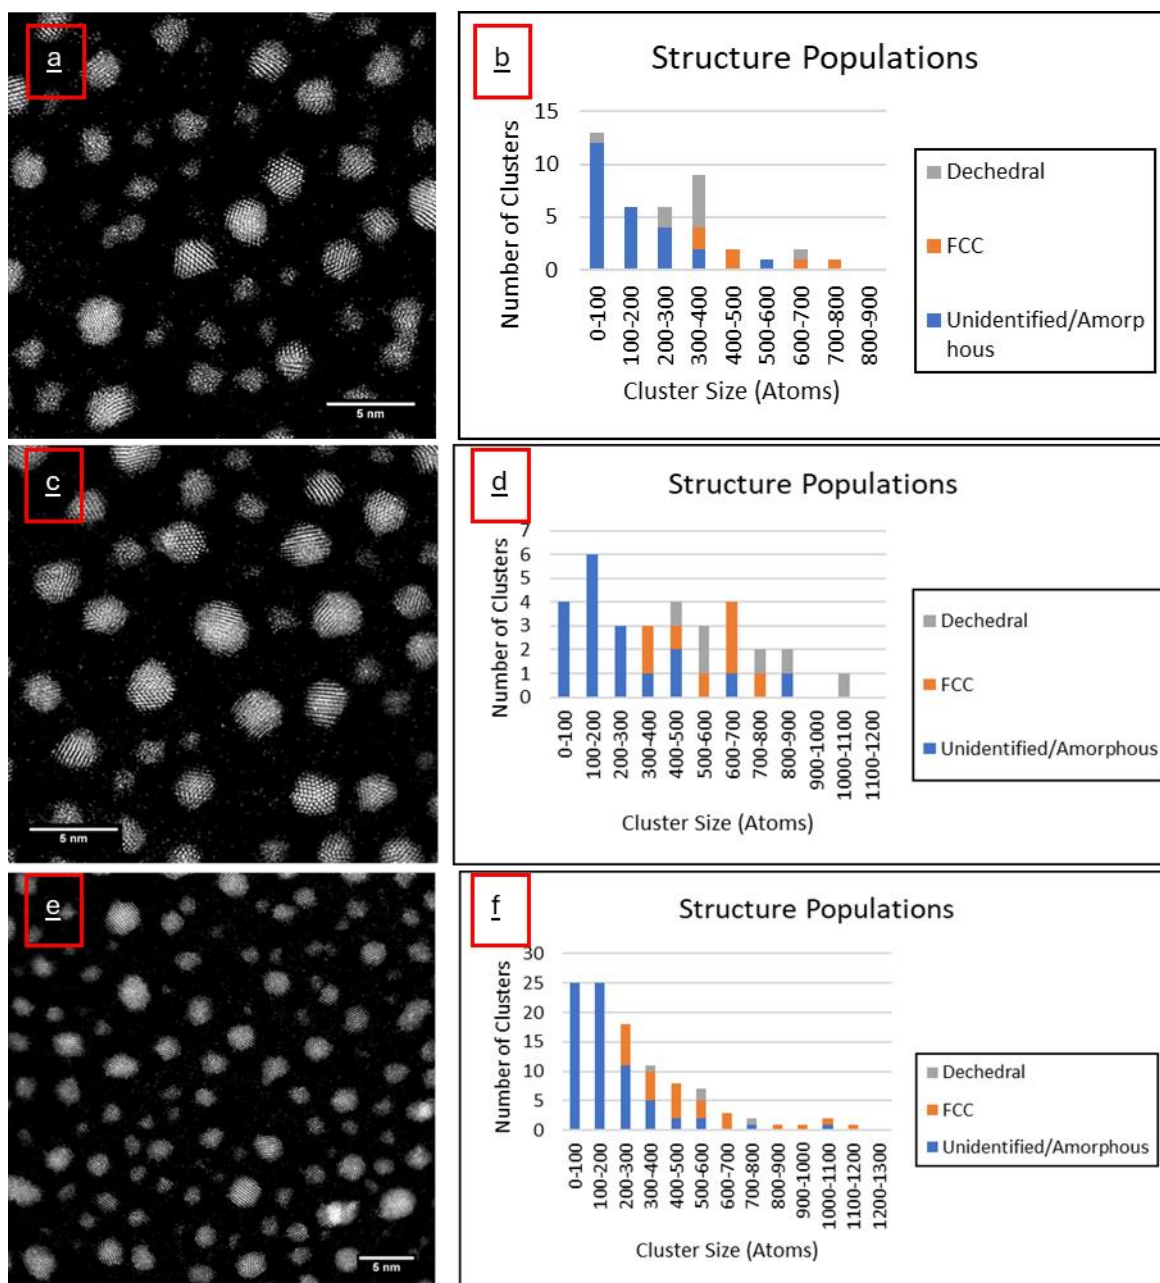 a
5 nm
b
Structure Populations
Number of Clusters
15
10
5
0
0-100
100-200
200-300
300-400
400-500
500-600
600-700
700-800
800-900
Cluster Size (Atoms)
Dechedral
FCC
Unidentified/Amorp
hous
c
5 nm
d
Structure Populations
Number of Clusters
7
6
5
4
3
2
1
0
0-100
100-200
200-300
300-400
400-500
500-600
600-700
700-800
800-900
900-1000
1000-1100
1100-1200
Cluster Size (Atoms)
Dechedral
FCC
Unidentified/Amorphous
e
5 nm
f
Structure Populations
Number of Clusters
30
25
20
15
10
5
0
0-100
100-200
200-300
300-400
400-500
500-600
600-700
700-800
800-900
900-1000
1000-1100
1100-1200
1200-1300
Cluster Size (Atoms)
Dechedral
FCC
Unidentified/Amorphous